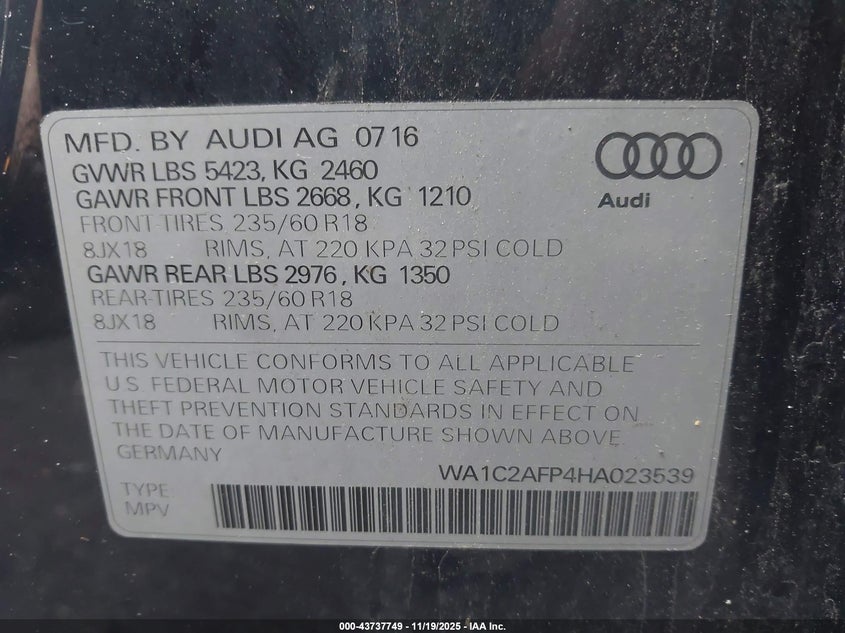 MFD. BY AUDI AG 07 16
GVWR LBS 5423, KG 2460
GAWR FRONT LBS 2668, KG 1210
FRONT-TIRES 235/60 R18
8JX18 RIMS, AT 220 KPA 32 PSI COLD
GAWR REAR LBS 2976, KG 1350
REAR-TIRES 235/60 R18
8JX18 RIMS, AT 220 KPA 32 PSI COLD
Audi
THIS VEHICLE CONFORMS TO ALL APPLICABLE
U.S. FEDERAL MOTOR VEHICLE SAFETY AND
THEFT PREVENTION STANDARDS IN EFFECT ON
THE DATE OF MANUFACTURE SHOWN ABOVE.
GERMANY
WA1C2AFP4HA023539
TYPE:
MPV
000-43737749 - 11/19/2025 - IAA Inc.